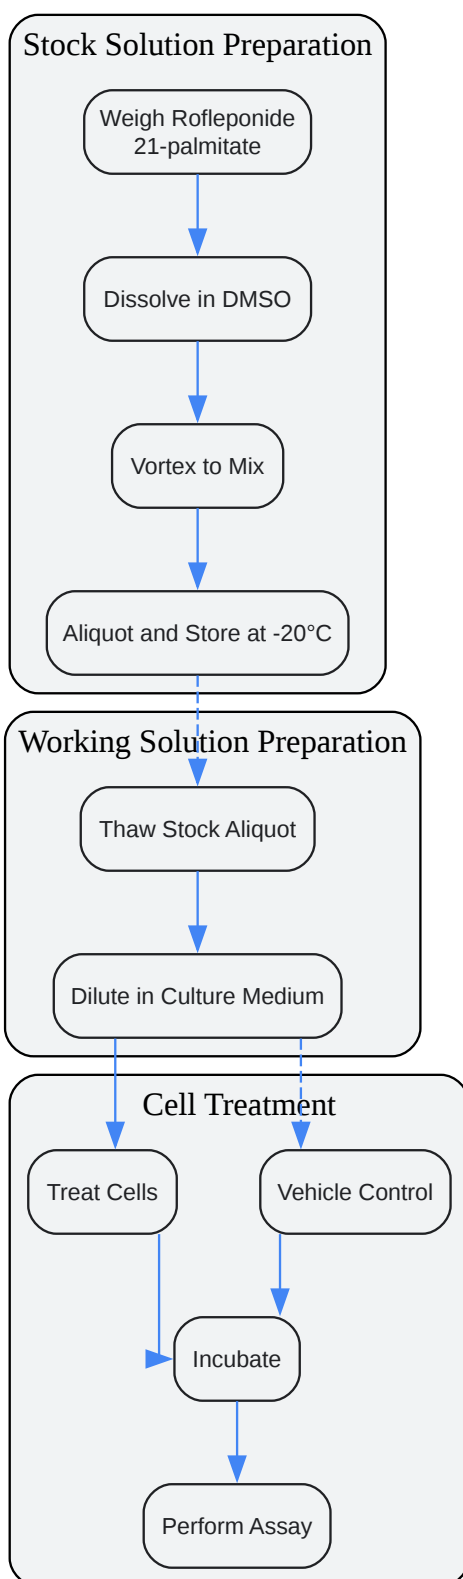 Stock Solution Preparation
Weigh Rofleponide
21-palmitate
Dissolve in DMSO
Vortex to Mix
Aliquot and Store at -20°C
Working Solution Preparation
Thaw Stock Aliquot
Dilute in Culture Medium
Cell Treatment
Treat Cells
Vehicle Control
Incubate
Perform Assay